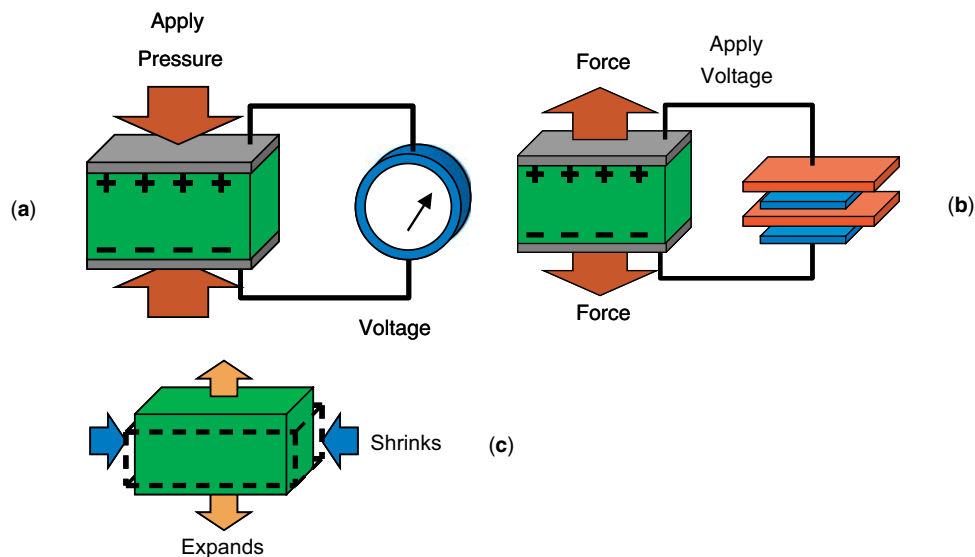 Apply
Pressure
(a)
+ + + +
– – – –
Voltage
Force
Apply
Voltage
+ + + +
– – – –
Force
(b)
Shrinks
(c)
Expands